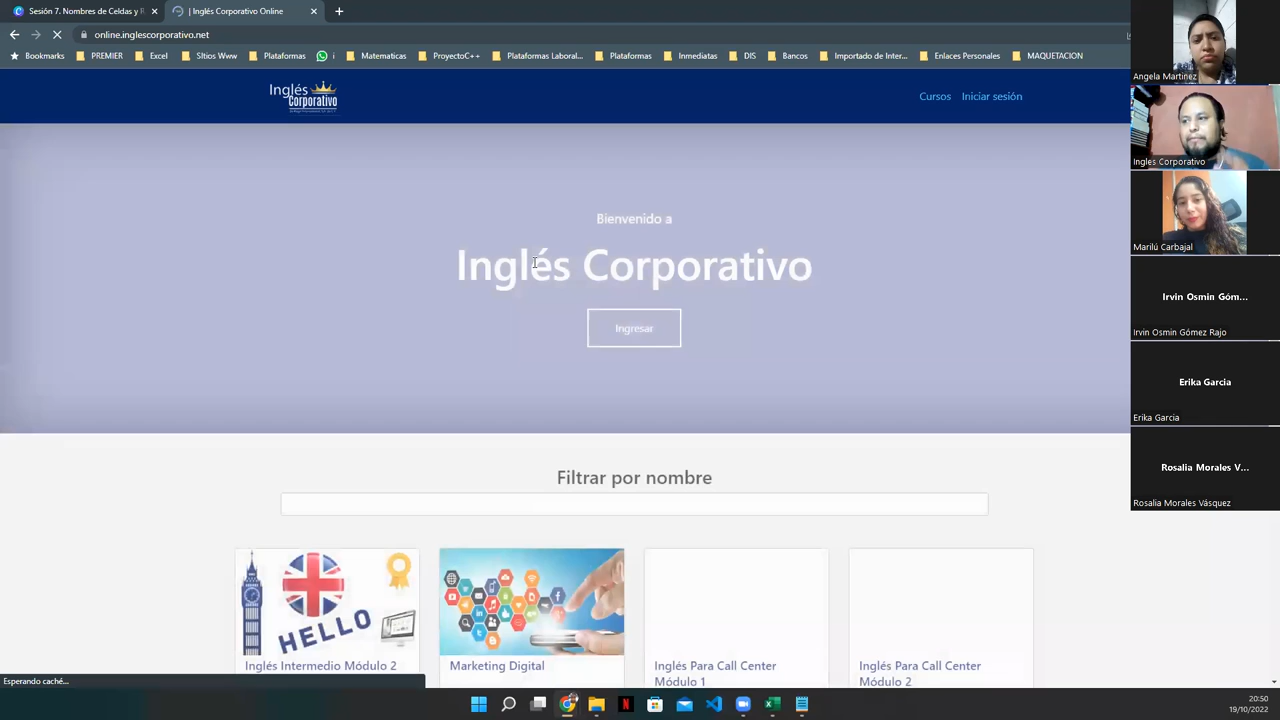 Sesión 7. Nombres de Celdas y R
| Inglés Corporativo Online
online.inglescorporativo.net
Bookmarks
PREMIER
Excel
Sitios Www
Plataformas
i
Matematicas
ProyectoC++
Plataformas Laboral...
Plataformas
Inmediatas
DIS
Bancos
Importado de Inter...
Enlaces Personales
MAQUETACION
Inglés
Corporativo
Cursos
Iniciar sesión
Bienvenido a
Inglés Corporativo
Ingresar
Filtrar por nombre
HELLO
Inglés Intermedio Módulo 2
Marketing Digital
Inglés Para Call Center
Módulo 1
Inglés Para Call Center
Módulo 2
Esperando caché...
Angela Martinez
Ingles Corporativo
Marilú Carbajal
Irvin Osmin Góm...
Irvin Osmin Gómez Rajo
Erika Garcia
Erika Garcia
Rosalia Morales V...
Rosalia Morales Vásquez
20:50
19/10/2022